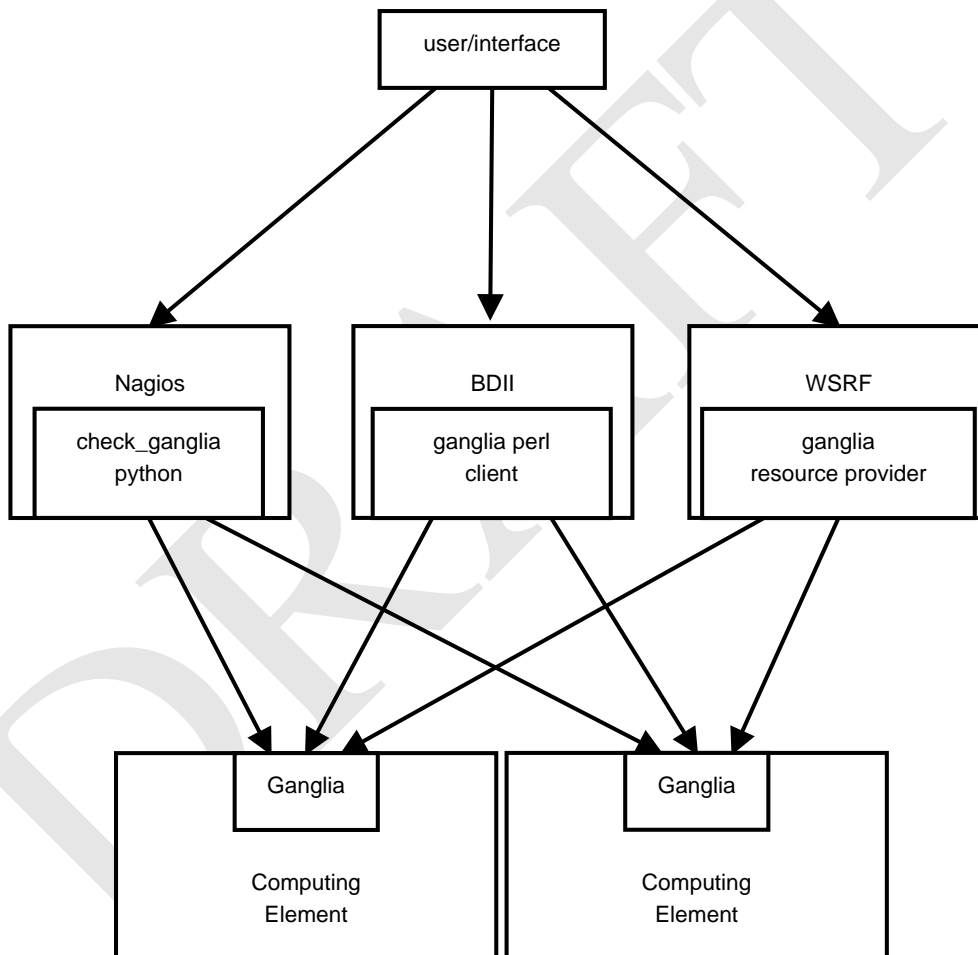 user/interface
Nagios
BDII
WSRF
check_ganglia
python
ganglia perl
client
ganglia
resource provider
Ganglia
Ganglia
Computing
Element
Computing
Element
DRAFT